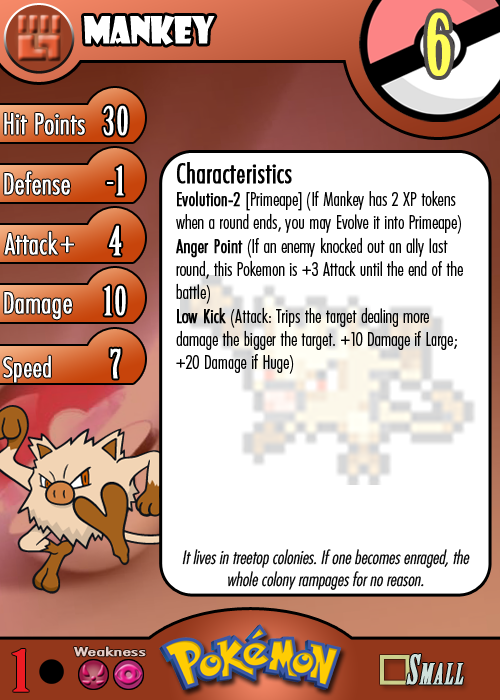 MANKEY
6
Hit Points 30
Defense -1
Attack+ 4
Damage 10
Speed 7
Characteristics
Evolution-2 [Primeape] (If Mankey has 2 XP tokens
when a round ends, you may Evolve it into Primeape)
Anger Point (If an enemy knocked out an ally last
round, this Pokemon is +3 Attack until the end of the
battle)
Low Kick (Attack: Trips the target dealing more
damage the bigger the target. +10 Damage if Large;
+20 Damage if Huge)
It lives in treetop colonies. If one becomes enraged, the
whole colony rampages for no reason.
1
Weakness
POKéMON
SMALL